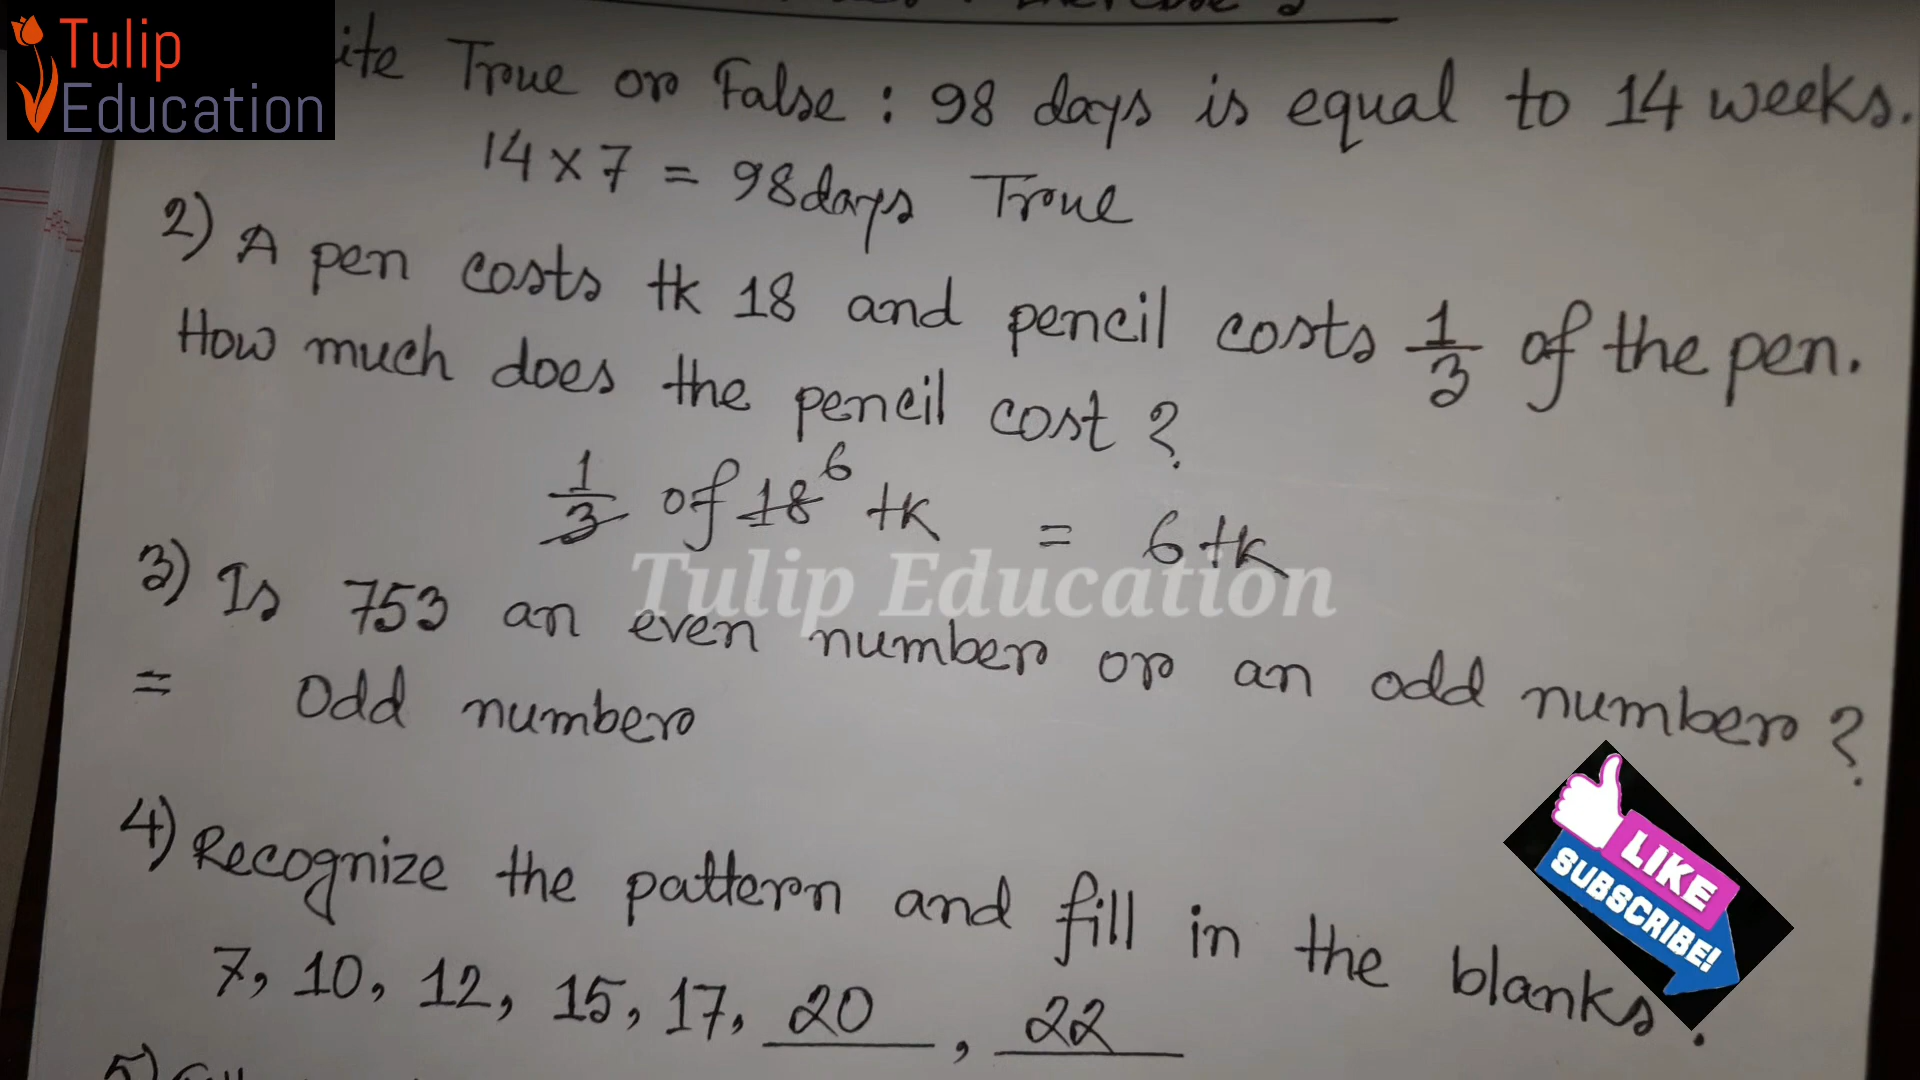 Tulip
Education
ite True or False : 98 days is equal to 14 weeks.
14 x 7 = 98 days True
2) A pen costs tk 18 and pencil costs 1/3 of the pen.
How much does the pencil cost ?
1/3 of 18 6 tk = 6 tk
Tulip Education
3) Is 753 an even number or an odd number ?
= Odd number
4) Recognize the pattern and fill in the blanks.
7, 10, 12, 15, 17, 20 , 22
LIKE
SUBSCRIBE!
5)